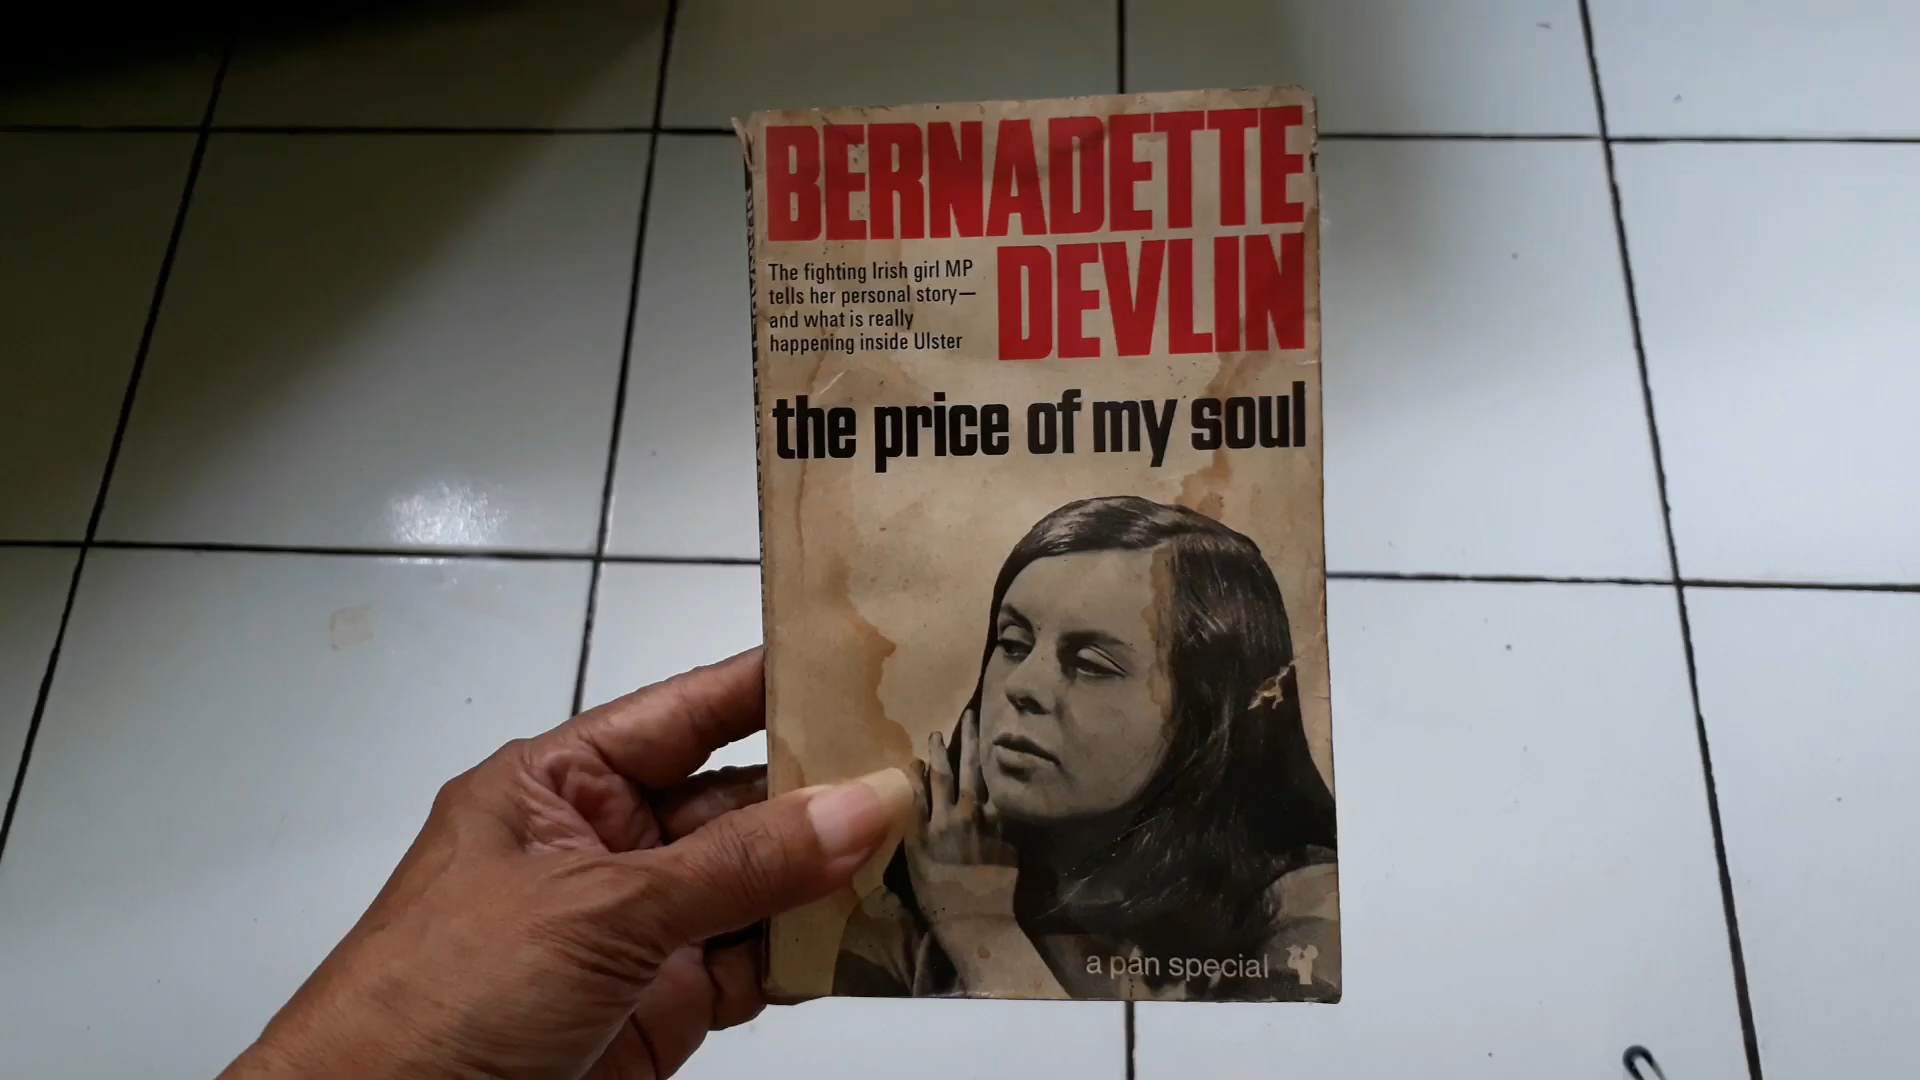 BERNADETTE
DEVLIN
The fighting Irish girl MP
tells her personal story—
and what is really
happening inside Ulster
the price of my soul
a pan special